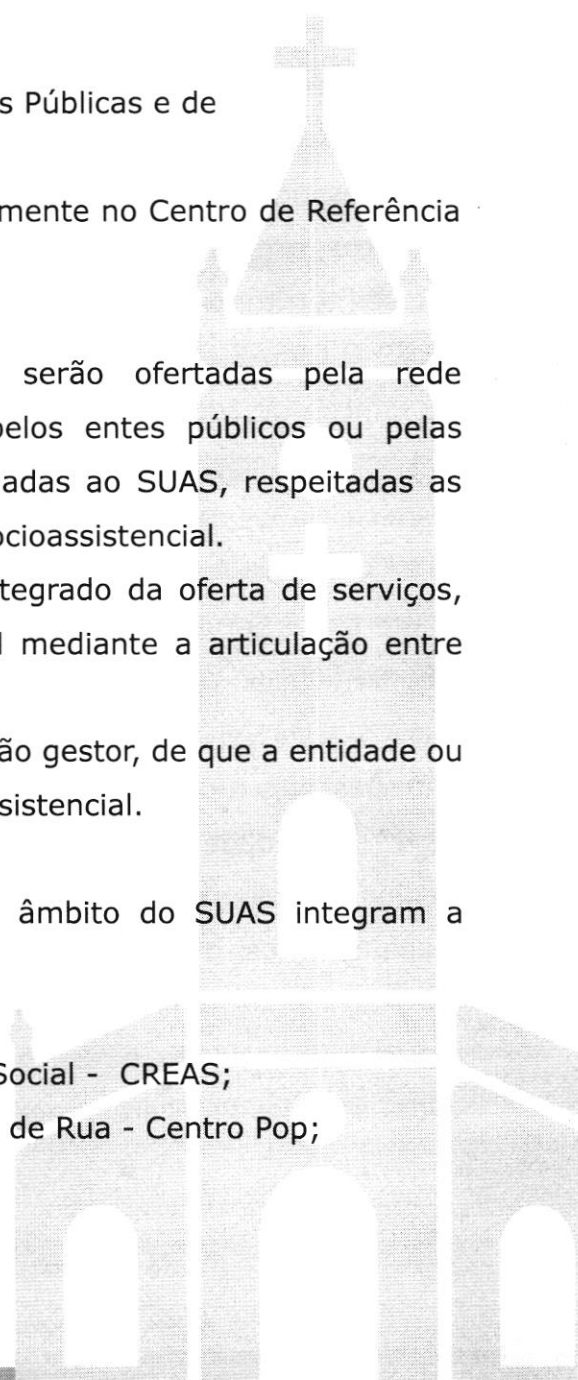 s Públicas e de
mente no Centro de Referência
serão ofertadas pela rede
pelos entes públicos ou pelas
adas ao SUAS, respeitadas as
ocioassistencial.
tegrado da oferta de serviços,
l mediante a articulação entre
ão gestor, de que a entidade ou
sistencial.
âmbito do SUAS integram a
Social - CREAS;
de Rua - Centro Pop;